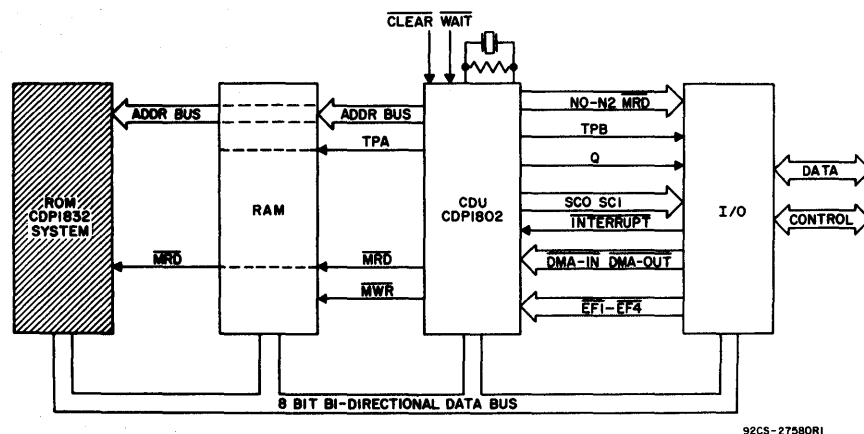 CLEAR WAIT
ADDR BUS
ADDR BUS
NO-N2 MRD
TPA
TPB
Q
ROM
CDP1832
SYSTEM
RAM
CDU
CDP1802
SCO SCI
INTERRUPT
I/O
DATA
CONTROL
MRD
MRD
DMA-IN DMA-OUT
MWR
EF1-EF4
8 BIT BI-DIRECTIONAL DATA BUS
92CS-27580RI